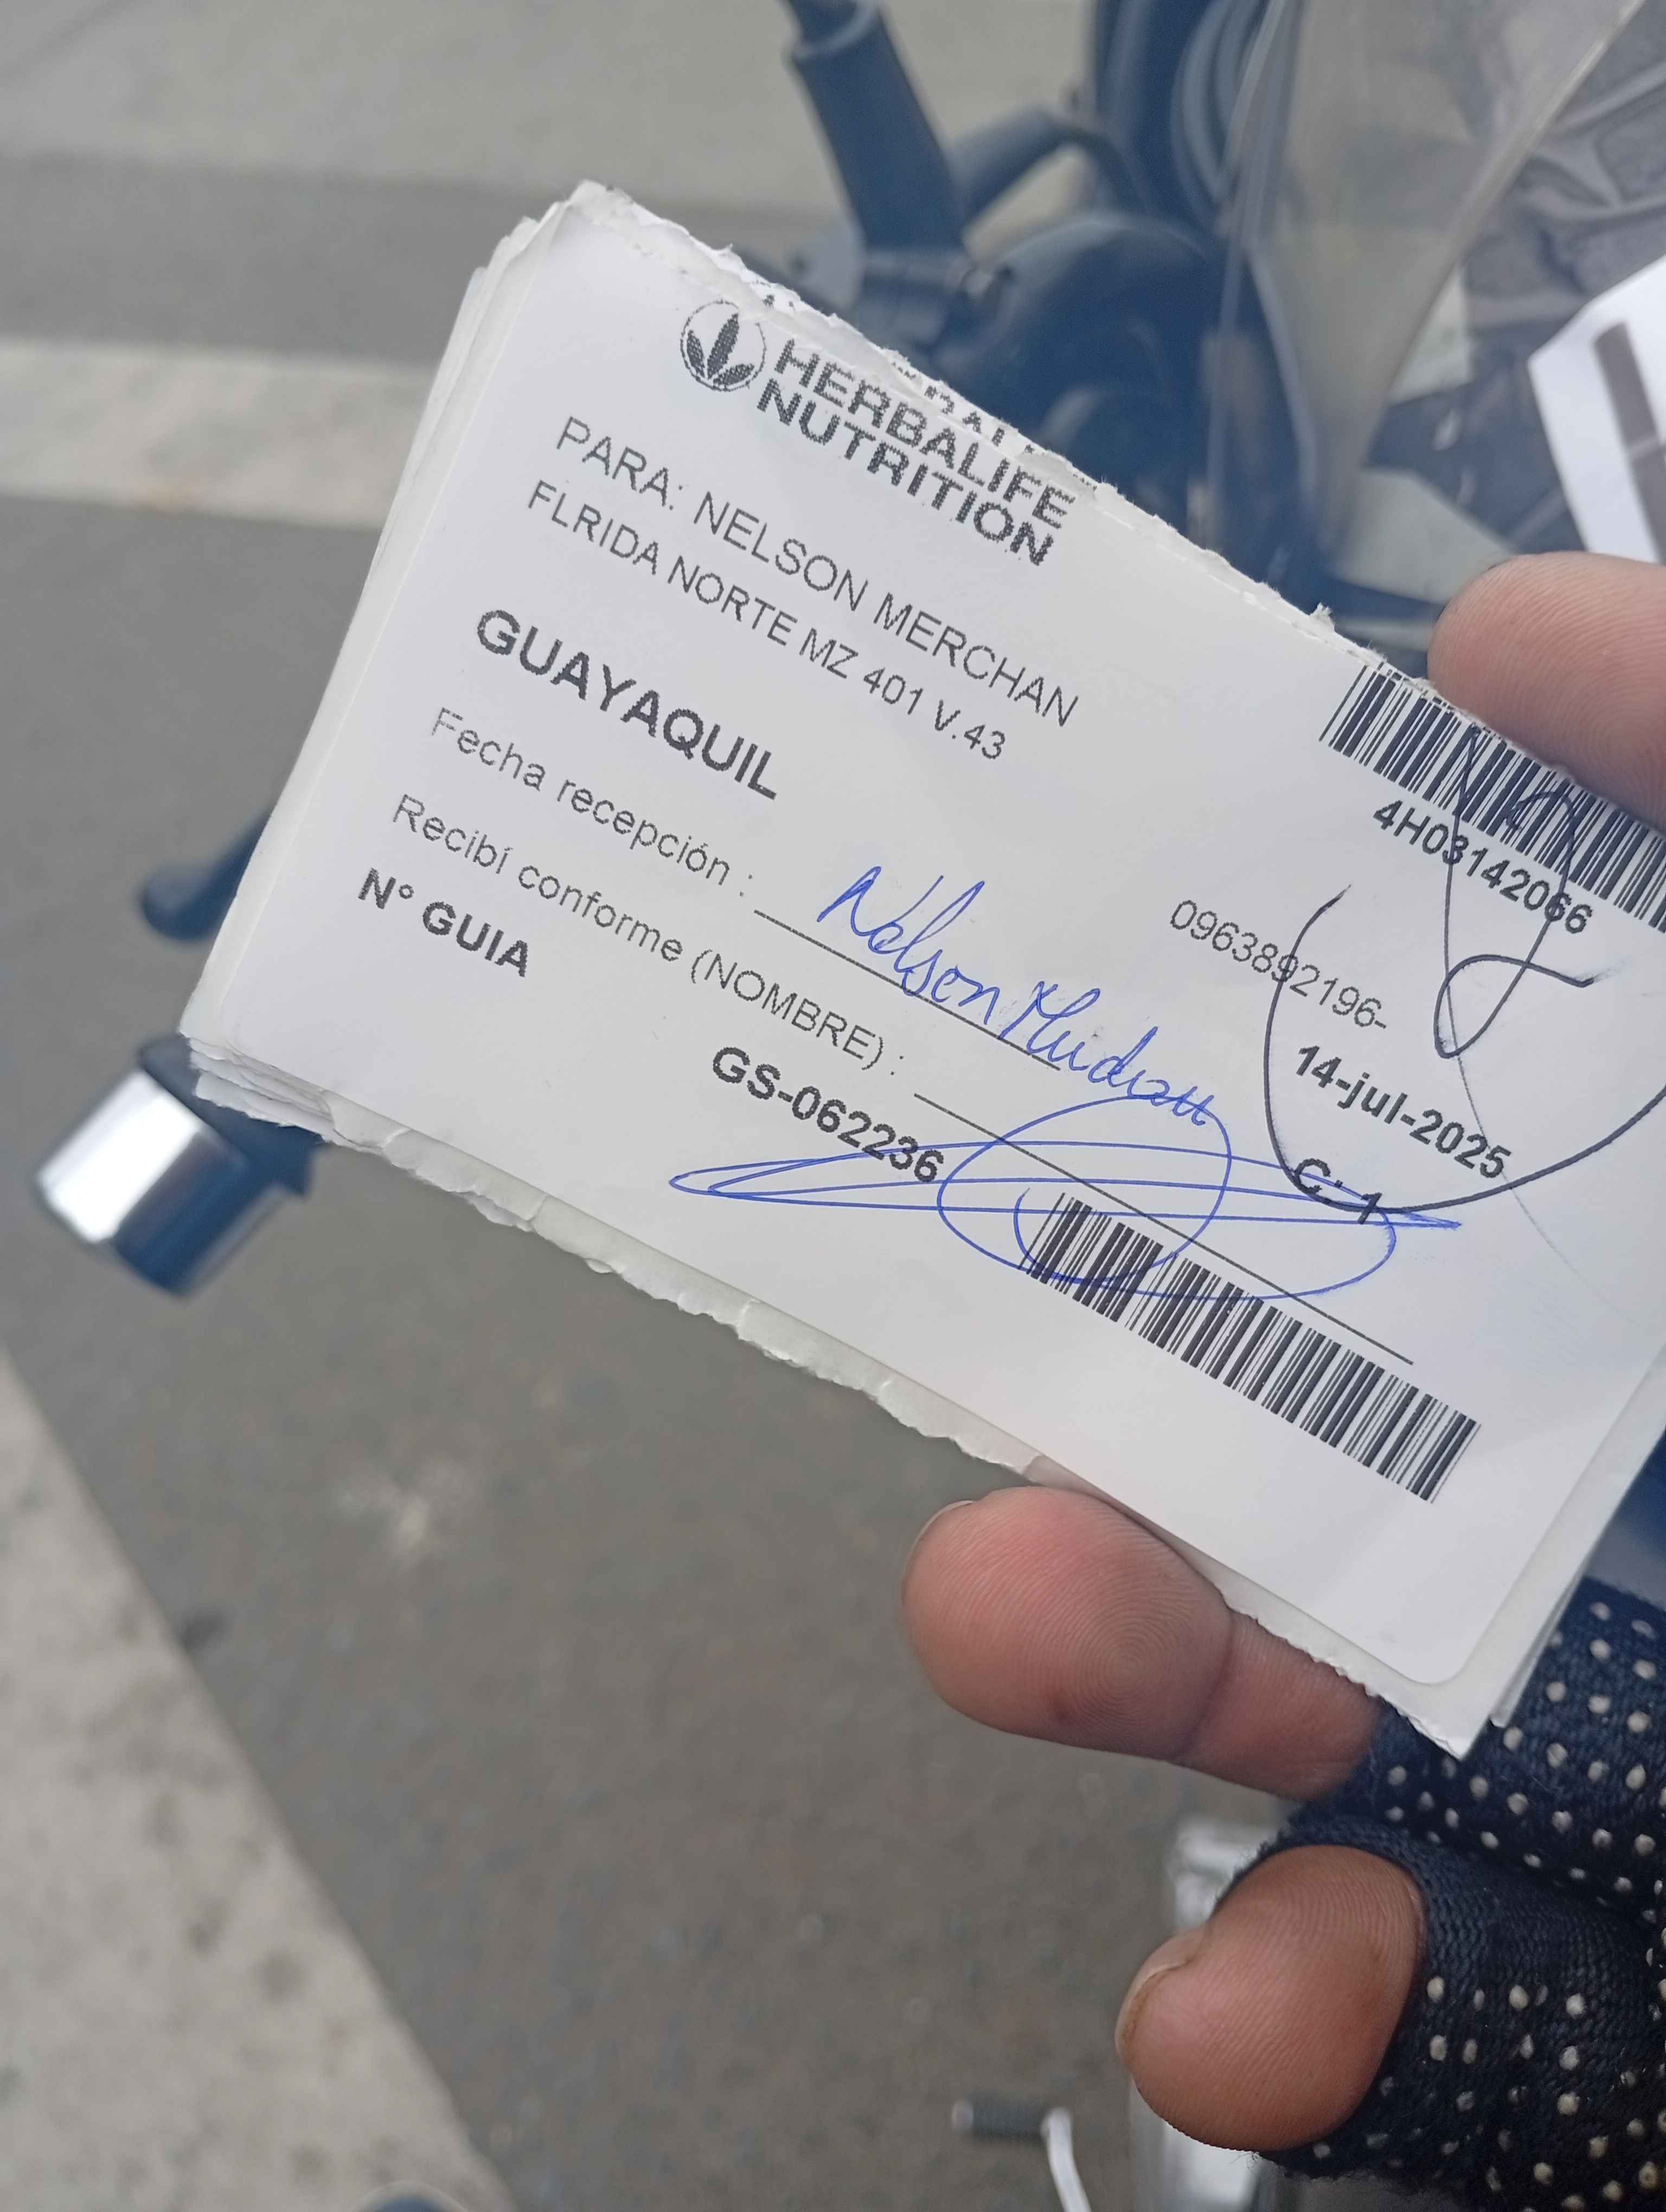 HERBALIFE
NUTRITION
PARA: NELSON MERCHAN
FLRIDA NORTE MZ 401 V.43
4H03142066
GUAYAQUIL
0963892196-
Fecha recepción :
Nelson
14-jul-2025
Recibí conforme (NOMBRE) :
C: 1
N° GUIA
GS-062236